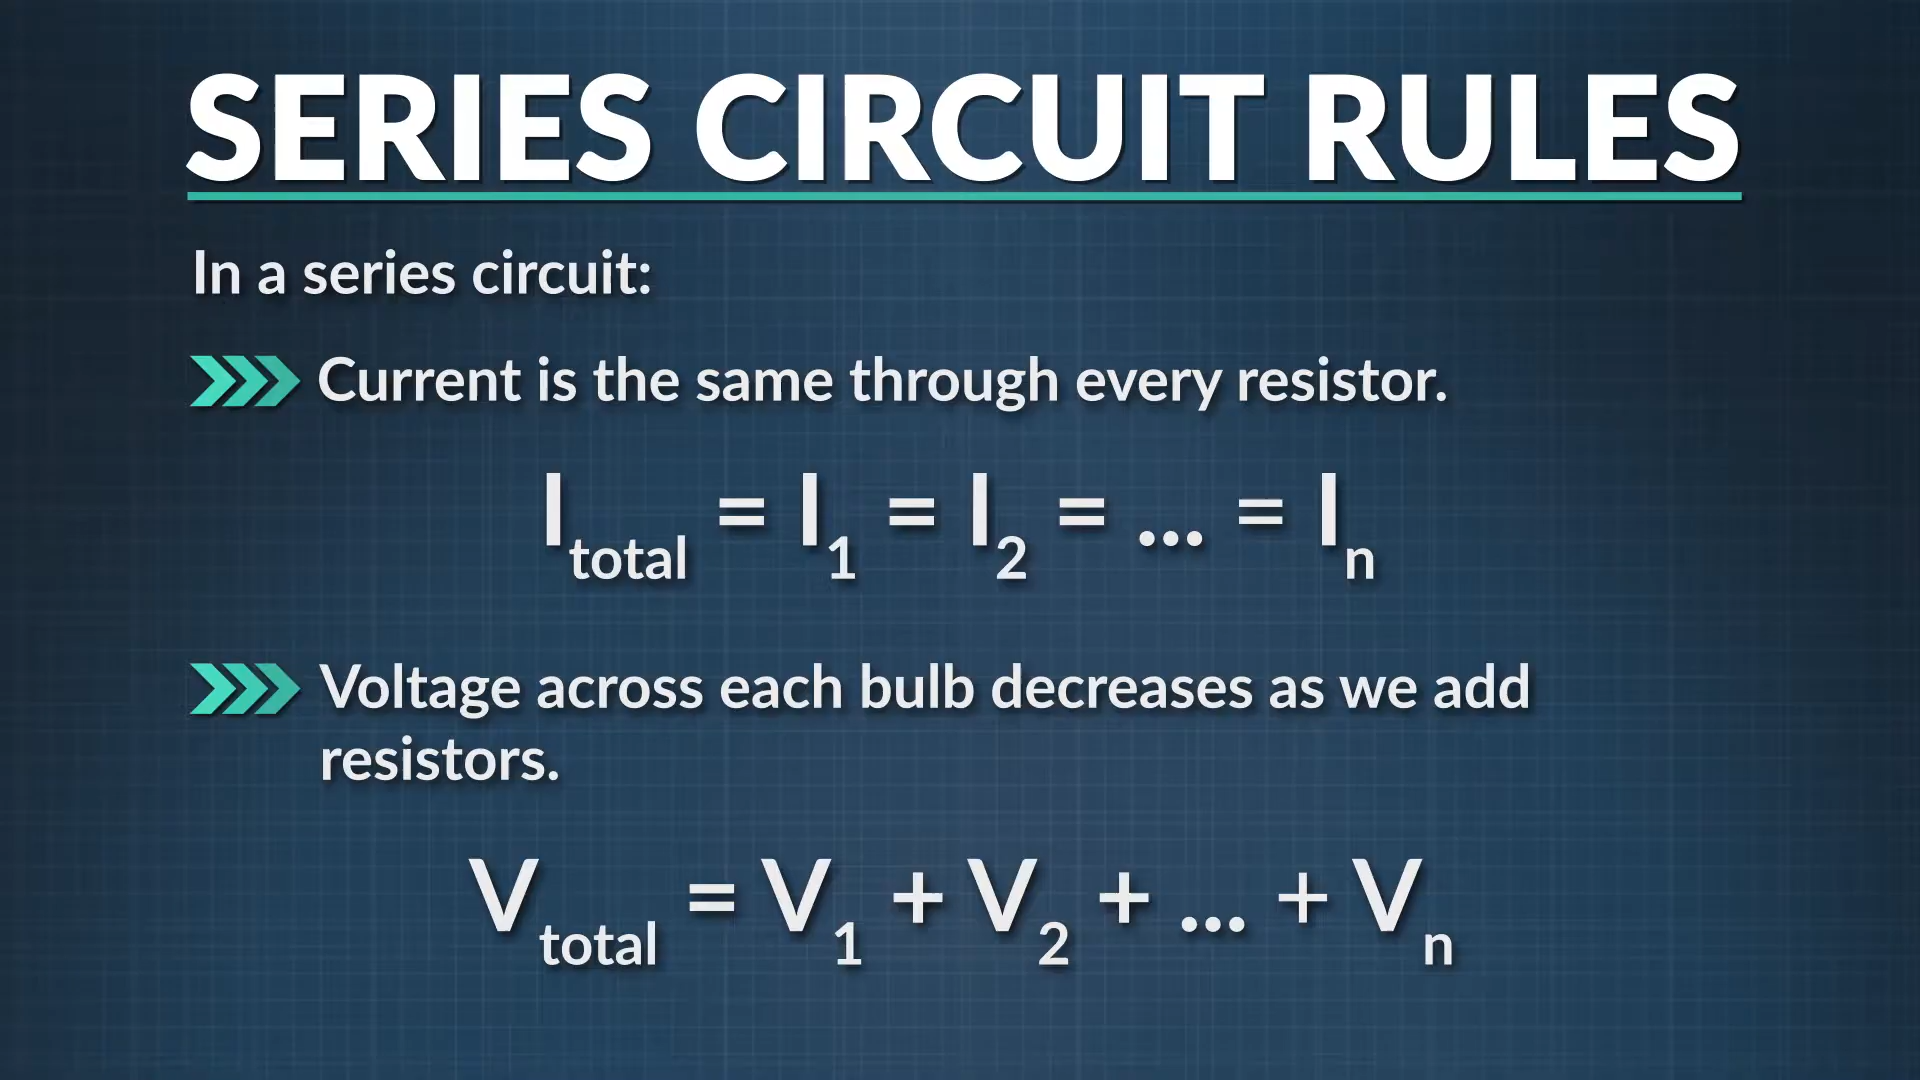 SERIES CIRCUIT RULES
In a series circuit:
Current is the same through every resistor.
I_total = I_1 = I_2 = ... = I_n
Voltage across each bulb decreases as we add
resistors.
V_total = V_1 + V_2 + ... + V_n